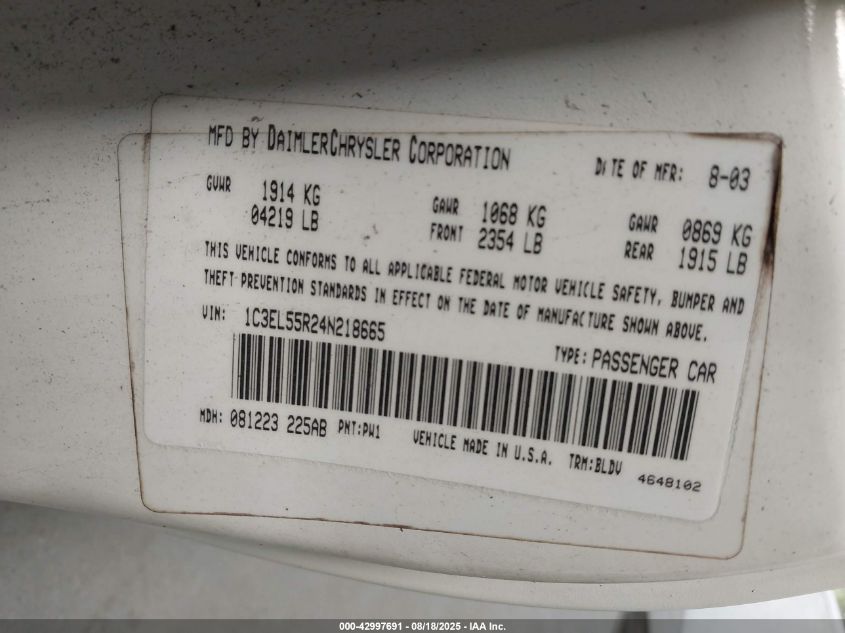 MFD BY DAIMLERCHRYSLER CORPORATION
DATE OF MFR: 8-03
GVWR 1914 KG
04219 LB
GAWR FRONT 1068 KG
2354 LB
GAWR REAR 0869 KG
1915 LB
THIS VEHICLE CONFORMS TO ALL APPLICABLE FEDERAL MOTOR VEHICLE SAFETY, BUMPER AND
THEFT PREVENTION STANDARDS IN EFFECT ON THE DATE OF MANUFACTURE SHOWN ABOVE.
VIN: 1C3EL55R24N218665
TYPE: PASSENGER CAR
MDH: 081223 225AB PNT:PW1
VEHICLE MADE IN U.S.A. TRM:BLDV
4648102
000-42997691 - 08/18/2025 - IAA Inc.